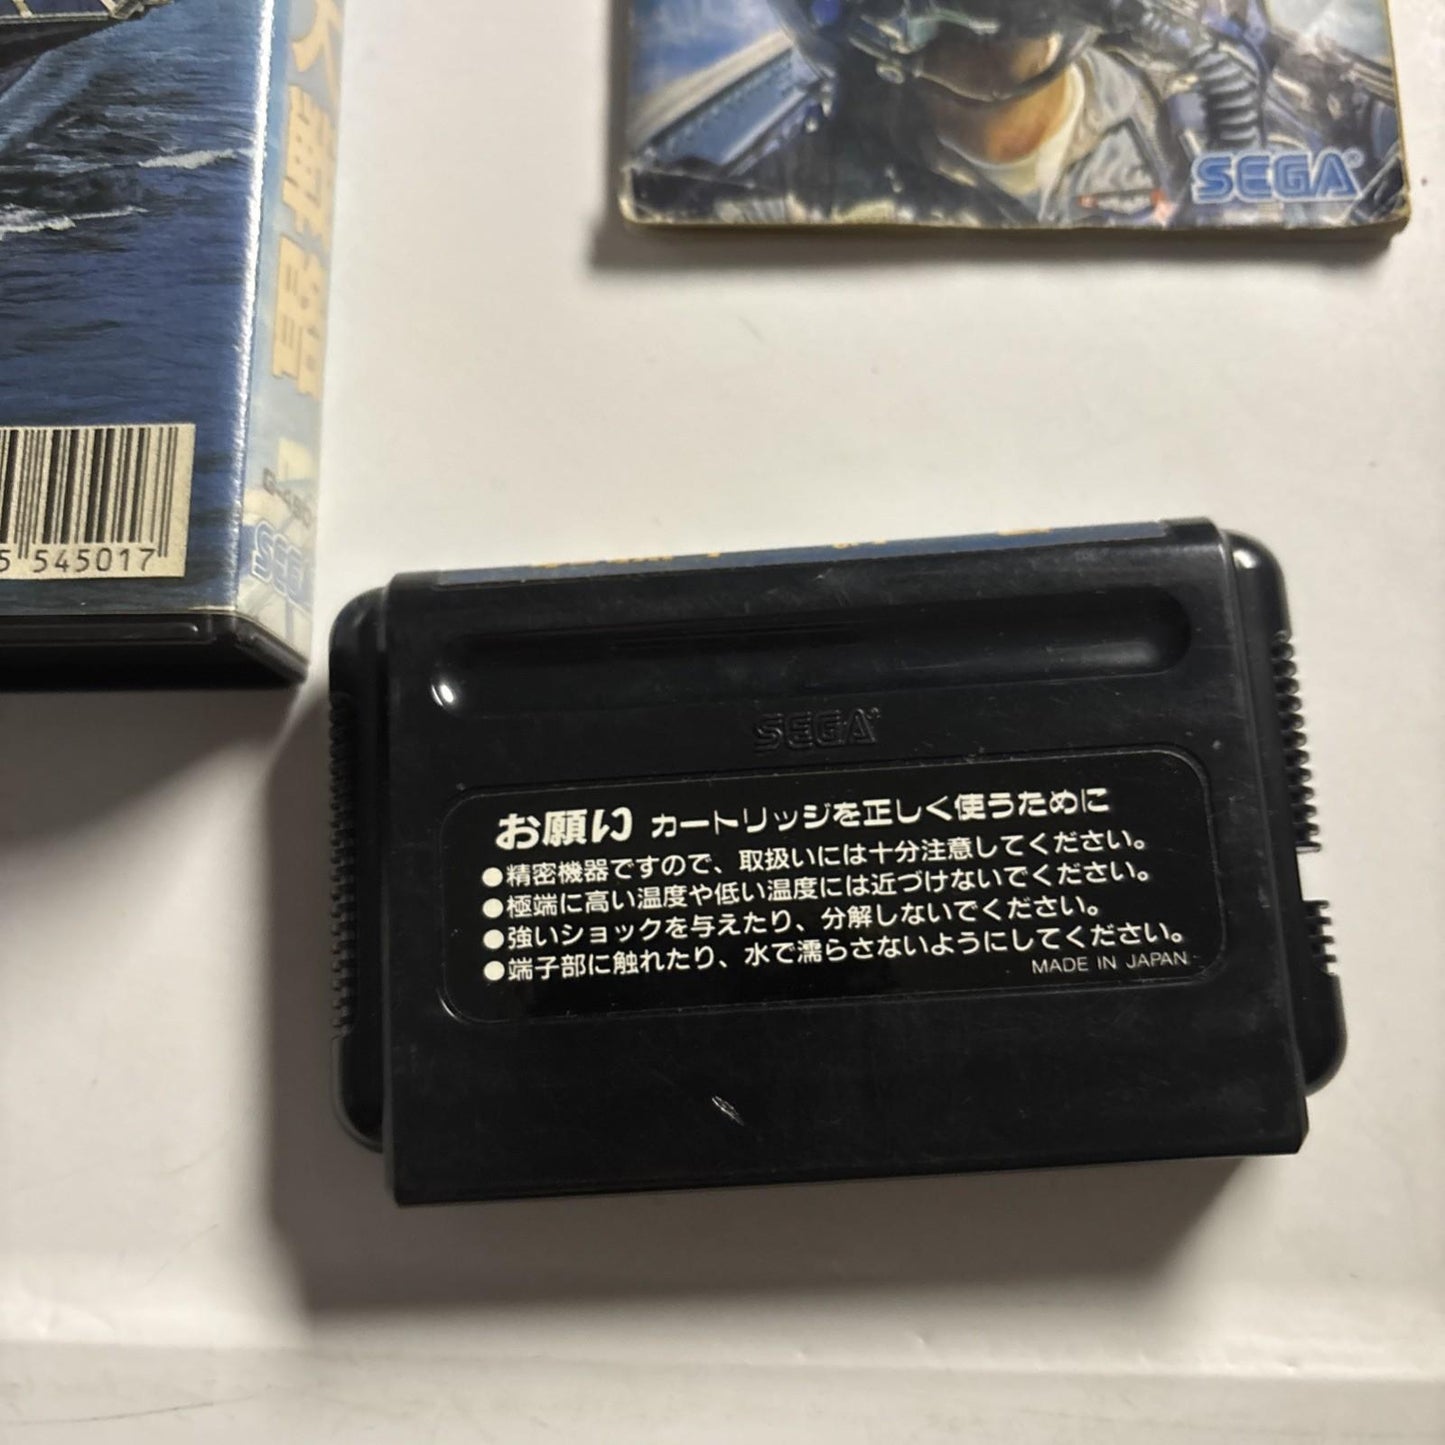 大戦略
G-4501
SEGA
5 545017
SEGA
SEGA
お願い カートリッジを正しく使うために
●精密機器ですので、取扱いには十分注意してください。
●極端に高い温度や低い温度には近づけないでください。
●強いショックを与えたり、分解しないでください。
●端子部に触れたり、水で濡らさないようにしてください。
MADE IN JAPAN